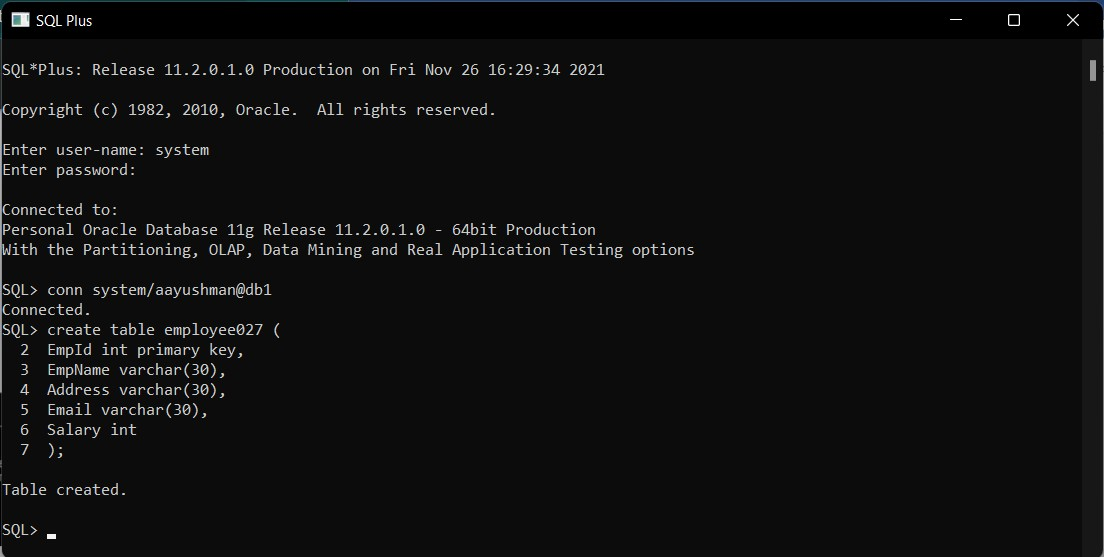 SQL Plus
SQL*Plus: Release 11.2.0.1.0 Production on Fri Nov 26 16:29:34 2021
Copyright (c) 1982, 2010, Oracle.  All rights reserved.
Enter user-name: system
Enter password:
Connected to:
Personal Oracle Database 11g Release 11.2.0.1.0 - 64bit Production
With the Partitioning, OLAP, Data Mining and Real Application Testing options
SQL> conn system/aayushman@db1
Connected.
SQL> create table employee027 (
  2  EmpId int primary key,
  3  EmpName varchar(30),
  4  Address varchar(30),
  5  Email varchar(30),
  6  Salary int
  7  );
Table created.
SQL>